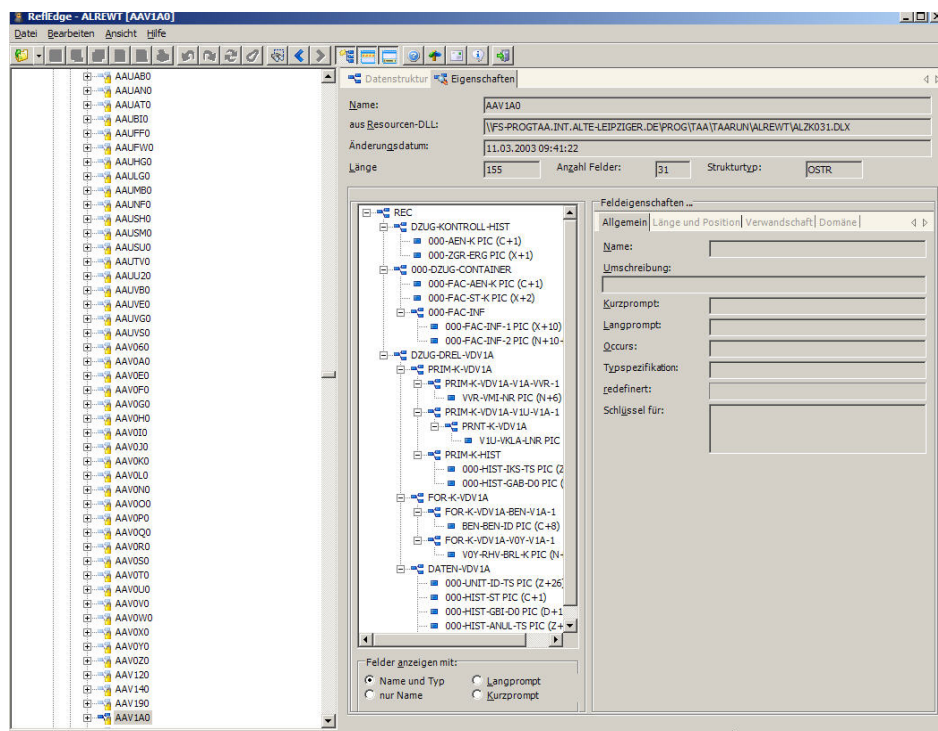 ReflEdge - ALREWT [AAV1A0]
Datei Bearbeiten Ansicht Hilfe
AAUAB0
AAUAN0
AAUAT0
AAUBI0
AAUFF0
AAUFW0
AAUHG0
AAULG0
AAUMB0
AAUNF0
AAUSH0
AAUSM0
AAUSU0
AAUTV0
AAUU20
AAUVB0
AAUVE0
AAUVG0
AAUVS0
AAV060
AAV0A0
AAV0E0
AAV0F0
AAV0G0
AAV0H0
AAV0I0
AAV0J0
AAV0K0
AAV0L0
AAV0N0
AAV0O0
AAV0P0
AAV0Q0
AAV0R0
AAV0S0
AAV0T0
AAV0U0
AAV0V0
AAV0W0
AAV0X0
AAV0Y0
AAV0Z0
AAV120
AAV140
AAV190
AAV1A0
Datenstruktur Eigenschaften
Name: AAV1A0
aus Resourcen-DLL: \\FS-PROGTAA.INT.ALTE-LEIPZIGER.DE\PROG\TAA\TAARUN\ALREWT\ALZK031.DLX
Änderungsdatum: 11.03.2003 09:41:22
Länge 155 Anzahl Felder: 31 Strukturtyp: OSTR
REC
DZUG-KONTROLL-HIST
000-AEN-K PIC (C+1)
000-ZGR-ERG PIC (X+1)
000-DZUG-CONTAINER
000-FAC-AEN-K PIC (C+1)
000-FAC-ST-K PIC (X+2)
000-FAC-INF
000-FAC-INF-1 PIC (X+10)
000-FAC-INF-2 PIC (N+10-
DZUG-DREL-VDV1A
PRIM-K-VDV1A
PRIM-K-VDV1A-V1A-VVR-1
VVR-VMI-NR PIC (N+6)
PRIM-K-VDV1A-V1U-V1A-1
PRNT-K-VDV1A
V1U-VKLA-LNR PIC
PRIM-K-HIST
000-HIST-IKS-TS PIC (Z
000-HIST-GAB-D0 PIC (
FOR-K-VDV1A
FOR-K-VDV1A-BEN-V1A-1
BEN-BEN-ID PIC (C+8)
FOR-K-VDV1A-V0Y-V1A-1
V0Y-RHV-BRL-K PIC (N-
DATEN-VDV1A
000-UNIT-ID-TS PIC (Z+26)
000-HIST-ST PIC (C+1)
000-HIST-GBI-D0 PIC (D+1
000-HIST-ANUL-TS PIC (Z+
Felder anzeigen mit:
Name und Typ Langprompt
nur Name Kurzprompt
Feldeigenschaften ...
Allgemein Länge und Position Verwandschaft Domäne
Name:
Umschreibung:
Kurzprompt:
Langprompt:
Occurs:
Typspezifikation:
redefiniert:
Schlüssel für: